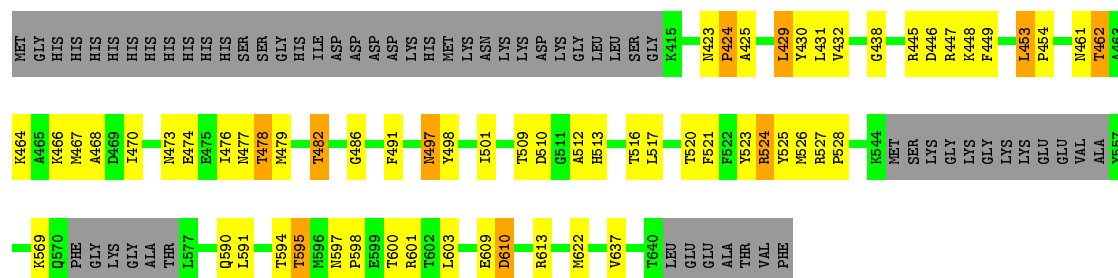 MET GLY HIS HIS HIS HIS HIS HIS HIS HIS HIS HIS SER SER GLY HIS ILE ASP ASP ASP ASP LYS HIS MET LYS ASN LYS LYS ASP LYS GLY LEU LEU SER GLY K415 N423 P424 A425 L429 Y430 L431 V432 G438 R445 D446 R447 K448 F449 L453 P454 N461 T462 A463
K464 A465 K466 M467 A468 D469 I470 N473 E474 E475 I476 N477 T478 M479 T482 G486 F491 N497 Y498 I501 T509 D510 G511 A512 H513 T516 L517 T520 F521 F522 Y523 R524 Y525 M526 R527 P528 K544 MET SER LYS GLY LYS GLY LYS LYS GLU GLU VAL ALA Y557
K569 Q570 PHE GLY LYS GLY ALA THR L577 Q590 L591 T594 T595 M596 N597 P598 E599 T600 R601 T602 L603 E609 D610 R613 M622 V637 T640 LEU GLU GLU ALA THR VAL PHE